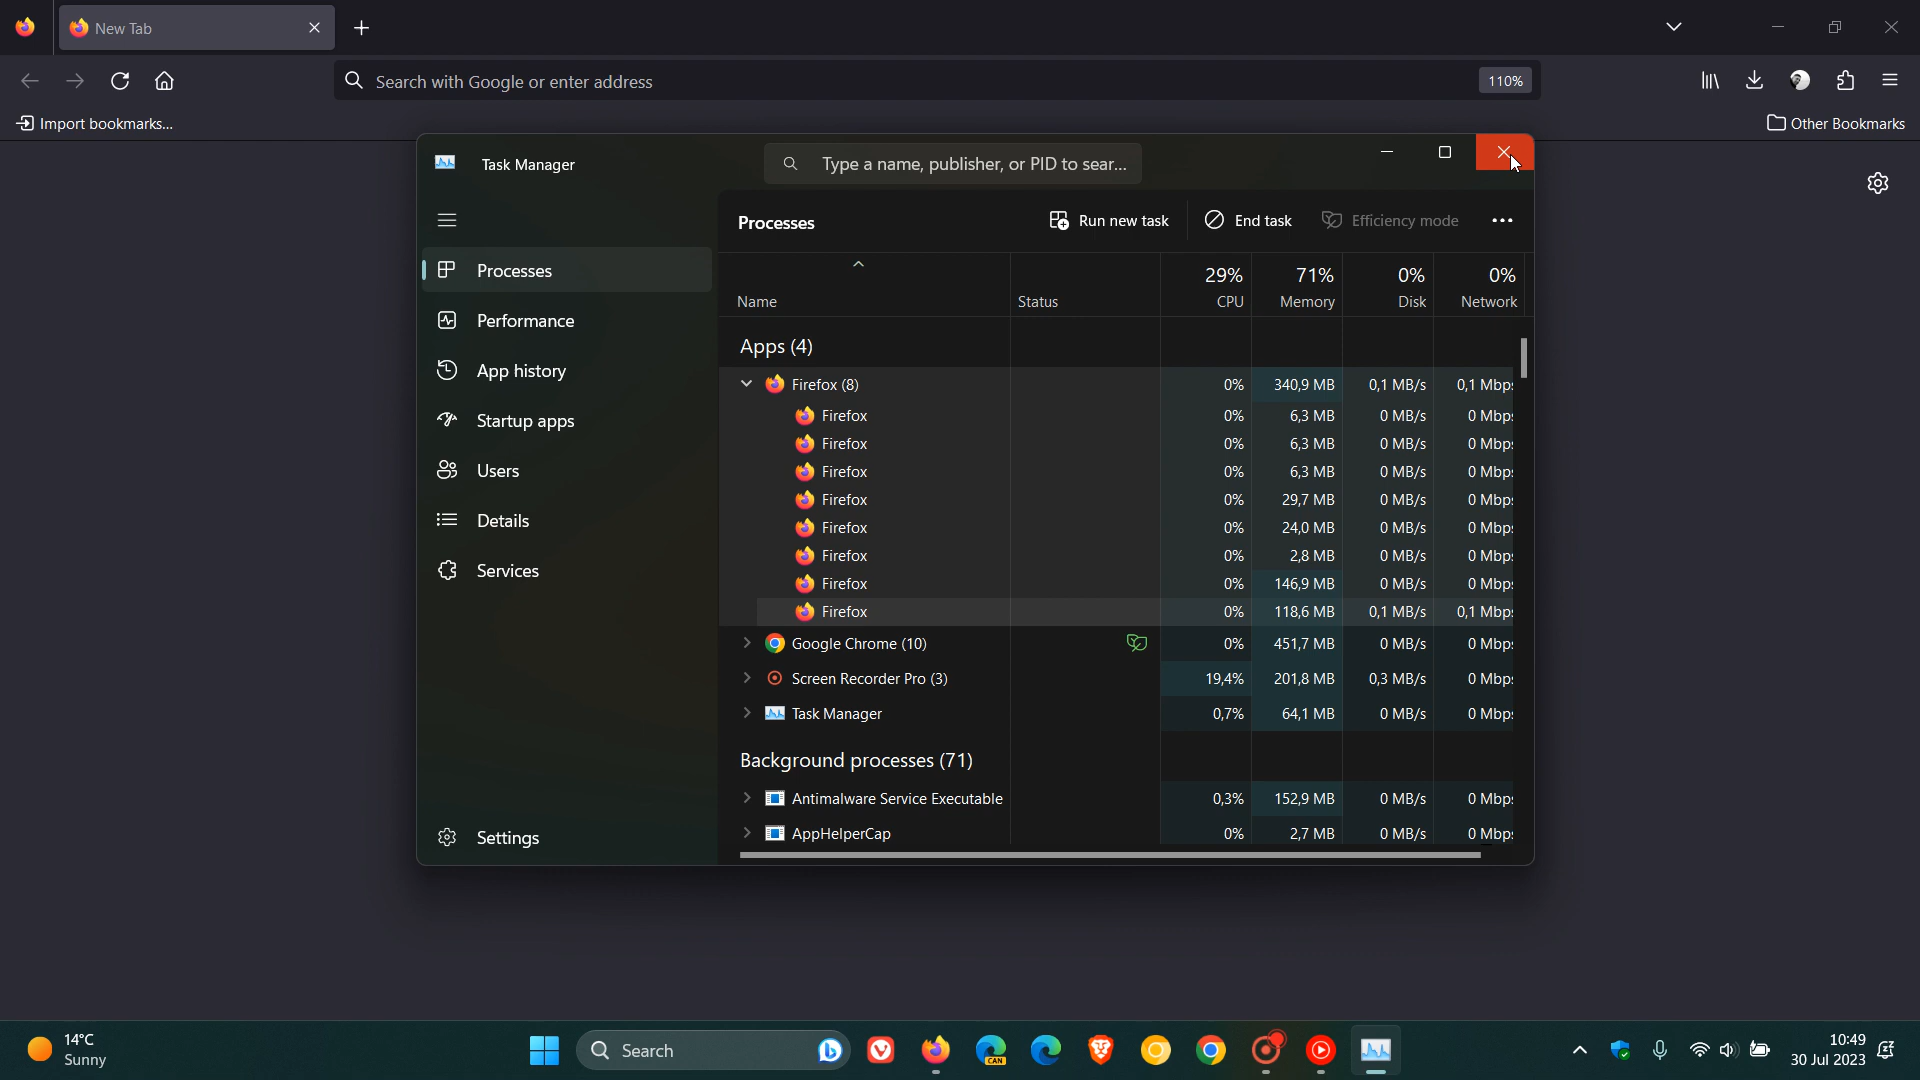 New Tab
Search with Google or enter address
110%
Import bookmarks...
Other Bookmarks
Task Manager
Type a name, publisher, or PID to sear...
Processes
Run new task
End task
Efficiency mode
Processes
Performance
App history
Startup apps
Users
Details
Services
Settings
29% 71% 0% 0%
Name Status CPU Memory Disk Network
Apps (4)
Firefox (8) 0% 340,9 MB 0,1 MB/s 0,1 Mbps
Firefox 0% 6,3 MB 0 MB/s 0 Mbps
Firefox 0% 6,3 MB 0 MB/s 0 Mbps
Firefox 0% 6,3 MB 0 MB/s 0 Mbps
Firefox 0% 29,7 MB 0 MB/s 0 Mbps
Firefox 0% 24,0 MB 0 MB/s 0 Mbps
Firefox 0% 2,8 MB 0 MB/s 0 Mbps
Firefox 0% 146,9 MB 0 MB/s 0 Mbps
Firefox 0% 118,6 MB 0,1 MB/s 0,1 Mbps
Google Chrome (10) 0% 451,7 MB 0 MB/s 0 Mbps
Screen Recorder Pro (3) 19,4% 201,8 MB 0,3 MB/s 0 Mbps
Task Manager 0,7% 64,1 MB 0 MB/s 0 Mbps
Background processes (71)
Antimalware Service Executable 0,3% 152,9 MB 0 MB/s 0 Mbps
AppHelperCap 0% 2,7 MB 0 MB/s 0 Mbps
14°C
Sunny
Search
CAN
10:49
30 Jul 2023